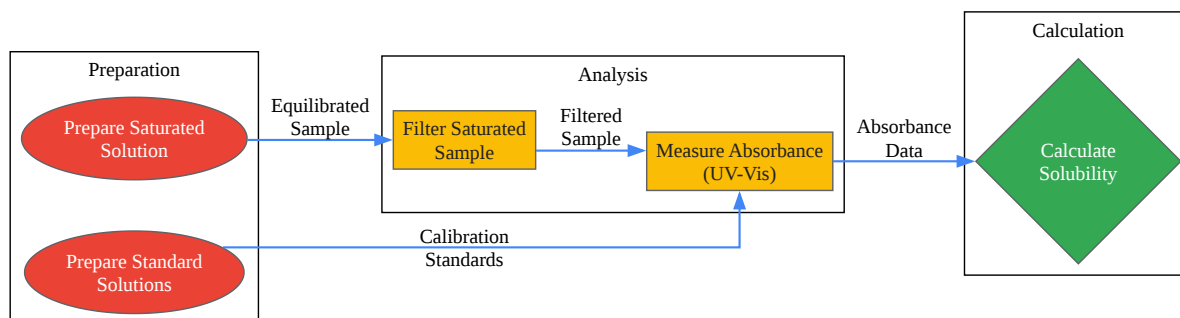 Preparation
Prepare Saturated
Solution
Prepare Standard
Solutions
Equilibrated
Sample
Calibration
Standards
Analysis
Filter Saturated
Sample
Filtered
Sample
Measure Absorbance
(UV-Vis)
Absorbance
Data
Calculation
Calculate
Solubility